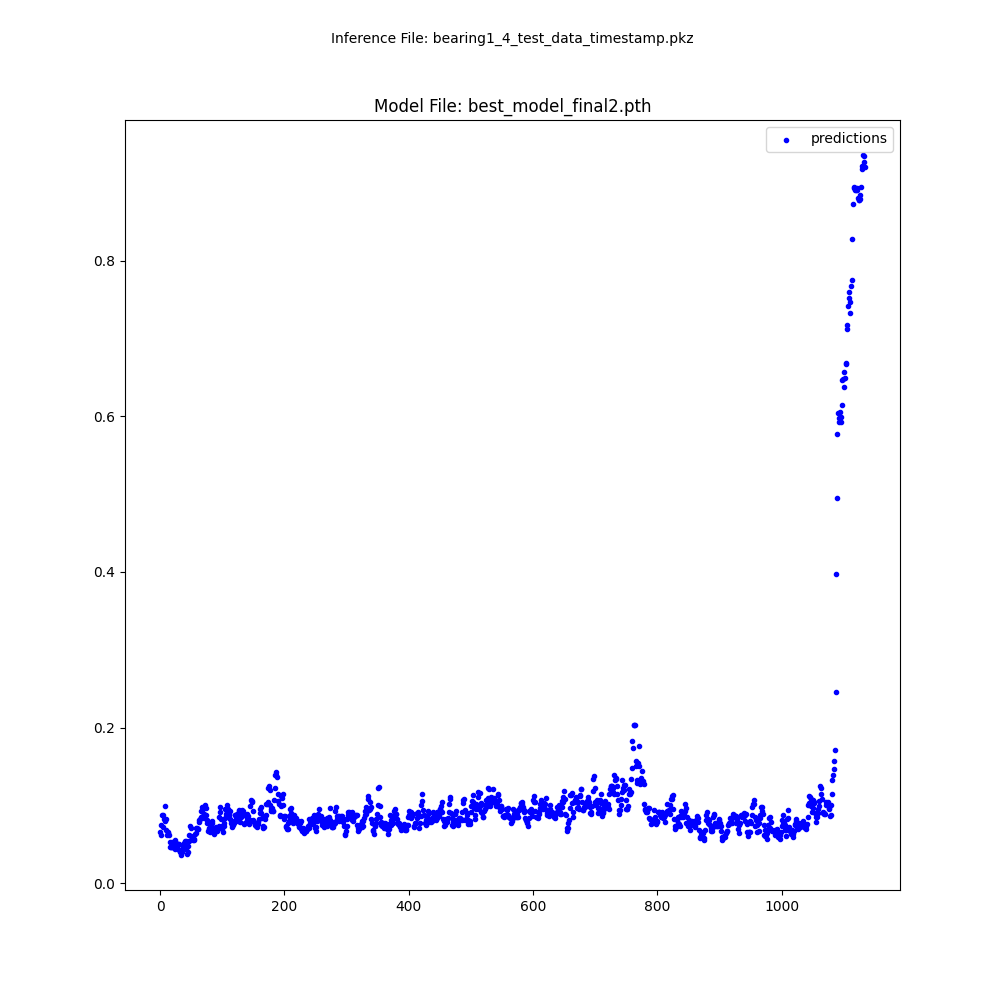 Inference File: bearing1_4_test_data_timestamp.pkz
Model File: best_model_final2.pth
predictions
0.8
0.6
0.4
0.2
0.0
0 200 400 600 800 1000